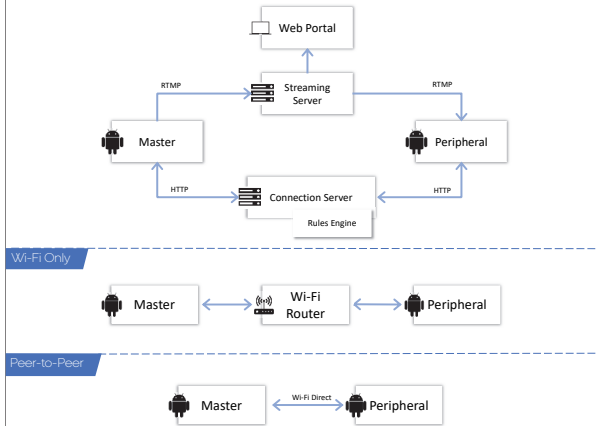 Web Portal
RTMP
Streaming
Server
RTMP
Master
Peripheral
HTTP
Connection Server
HTTP
Rules Engine
Wi-Fi Only
Master
Wi-Fi
Router
Peripheral
Peer-to-Peer
Master
Wi-Fi Direct
Peripheral